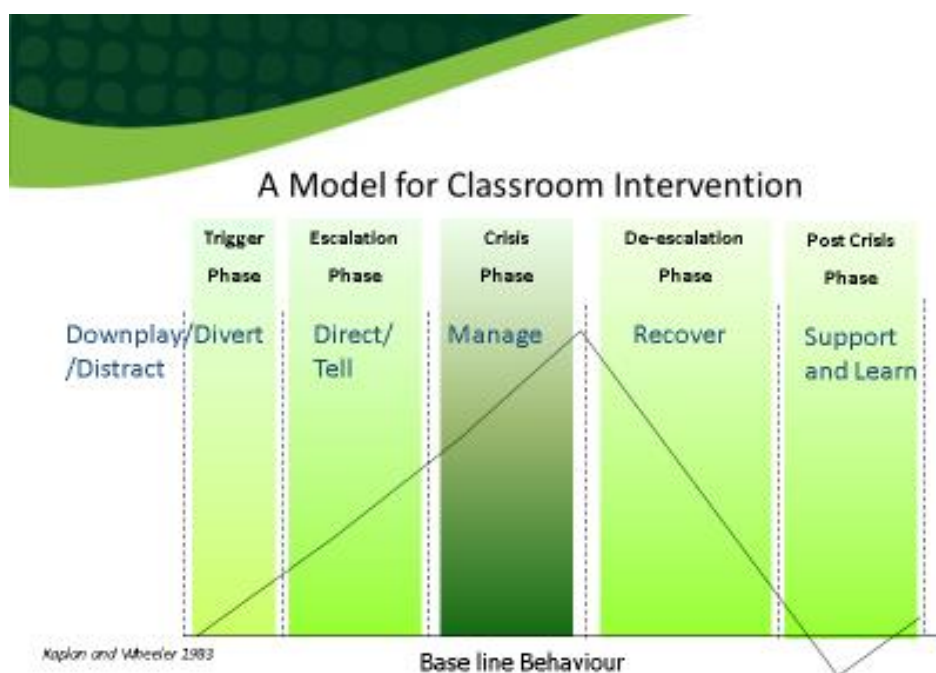 A Model for Classroom Intervention
Trigger
Phase
Escalation
Phase
Crisis
Phase
De-escalation
Phase
Post Crisis
Phase
Downplay/Divert
/Distract
Direct/
Tell
Manage
Recover
Support
and Learn
Kaplan and Wheeler 1983
Base line Behaviour